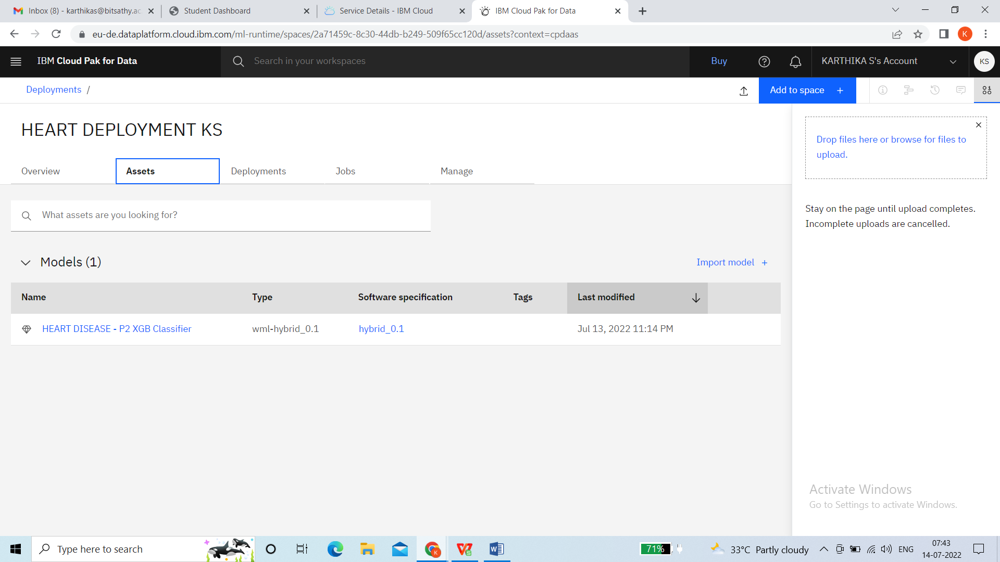 Inbox (8) - karthikas@bitsathy.ac.
Student Dashboard
Service Details - IBM Cloud
IBM Cloud Pak for Data
eu-de.dataplatform.cloud.ibm.com/ml-runtime/spaces/2a71459c-8c30-44db-b249-509f65cc120d/assets?context=cpdaas
K
IBM Cloud Pak for Data
Search in your workspaces
Buy
KARTHIKA S's Account
KS
Deployments /
Add to space +
HEART DEPLOYMENT KS
Overview
Assets
Deployments
Jobs
Manage
Drop files here or browse for files to
upload.
Stay on the page until upload completes.
Incomplete uploads are cancelled.
What assets are you looking for?
Models (1)
Import model +
Name Type Software specification Tags Last modified
HEART DISEASE - P2 XGB Classifier wml-hybrid_0.1 hybrid_0.1 Jul 13, 2022 11:14 PM
Activate Windows
Go to Settings to activate Windows.
Type here to search
71%
33°C Partly cloudy
ENG
07:43
14-07-2022